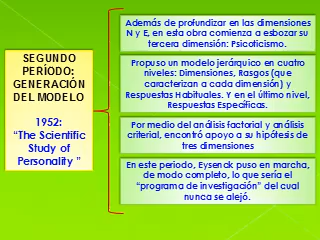 SEGUNDO
PERÍODO:
GENERACIÓN
DEL MODELO
1952:
“The Scientific
Study of
Personality ”
Además de profundizar en las dimensiones
N y E, en esta obra comienza a esbozar su
tercera dimensión: Psicoticismo.
Propuso un modelo jerárquico en cuatro
niveles: Dimensiones, Rasgos (que
caracterizan a cada dimensión) y
Respuestas Habituales. Y en el último nivel,
Respuestas Específicas.
Por medio del análisis factorial y análisis
criterial, encontró apoyo a su hipótesis de
tres dimensiones
En este periodo, Eysenck puso en marcha,
de modo completo, lo que sería el
“programa de investigación” del cual
nunca se alejó.